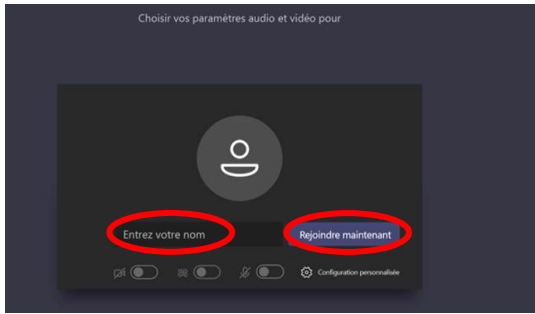 Choisir vos paramètres audio et vidéo pour
Entrez votre nom
Rejoindre maintenant
Configuration personnalisée